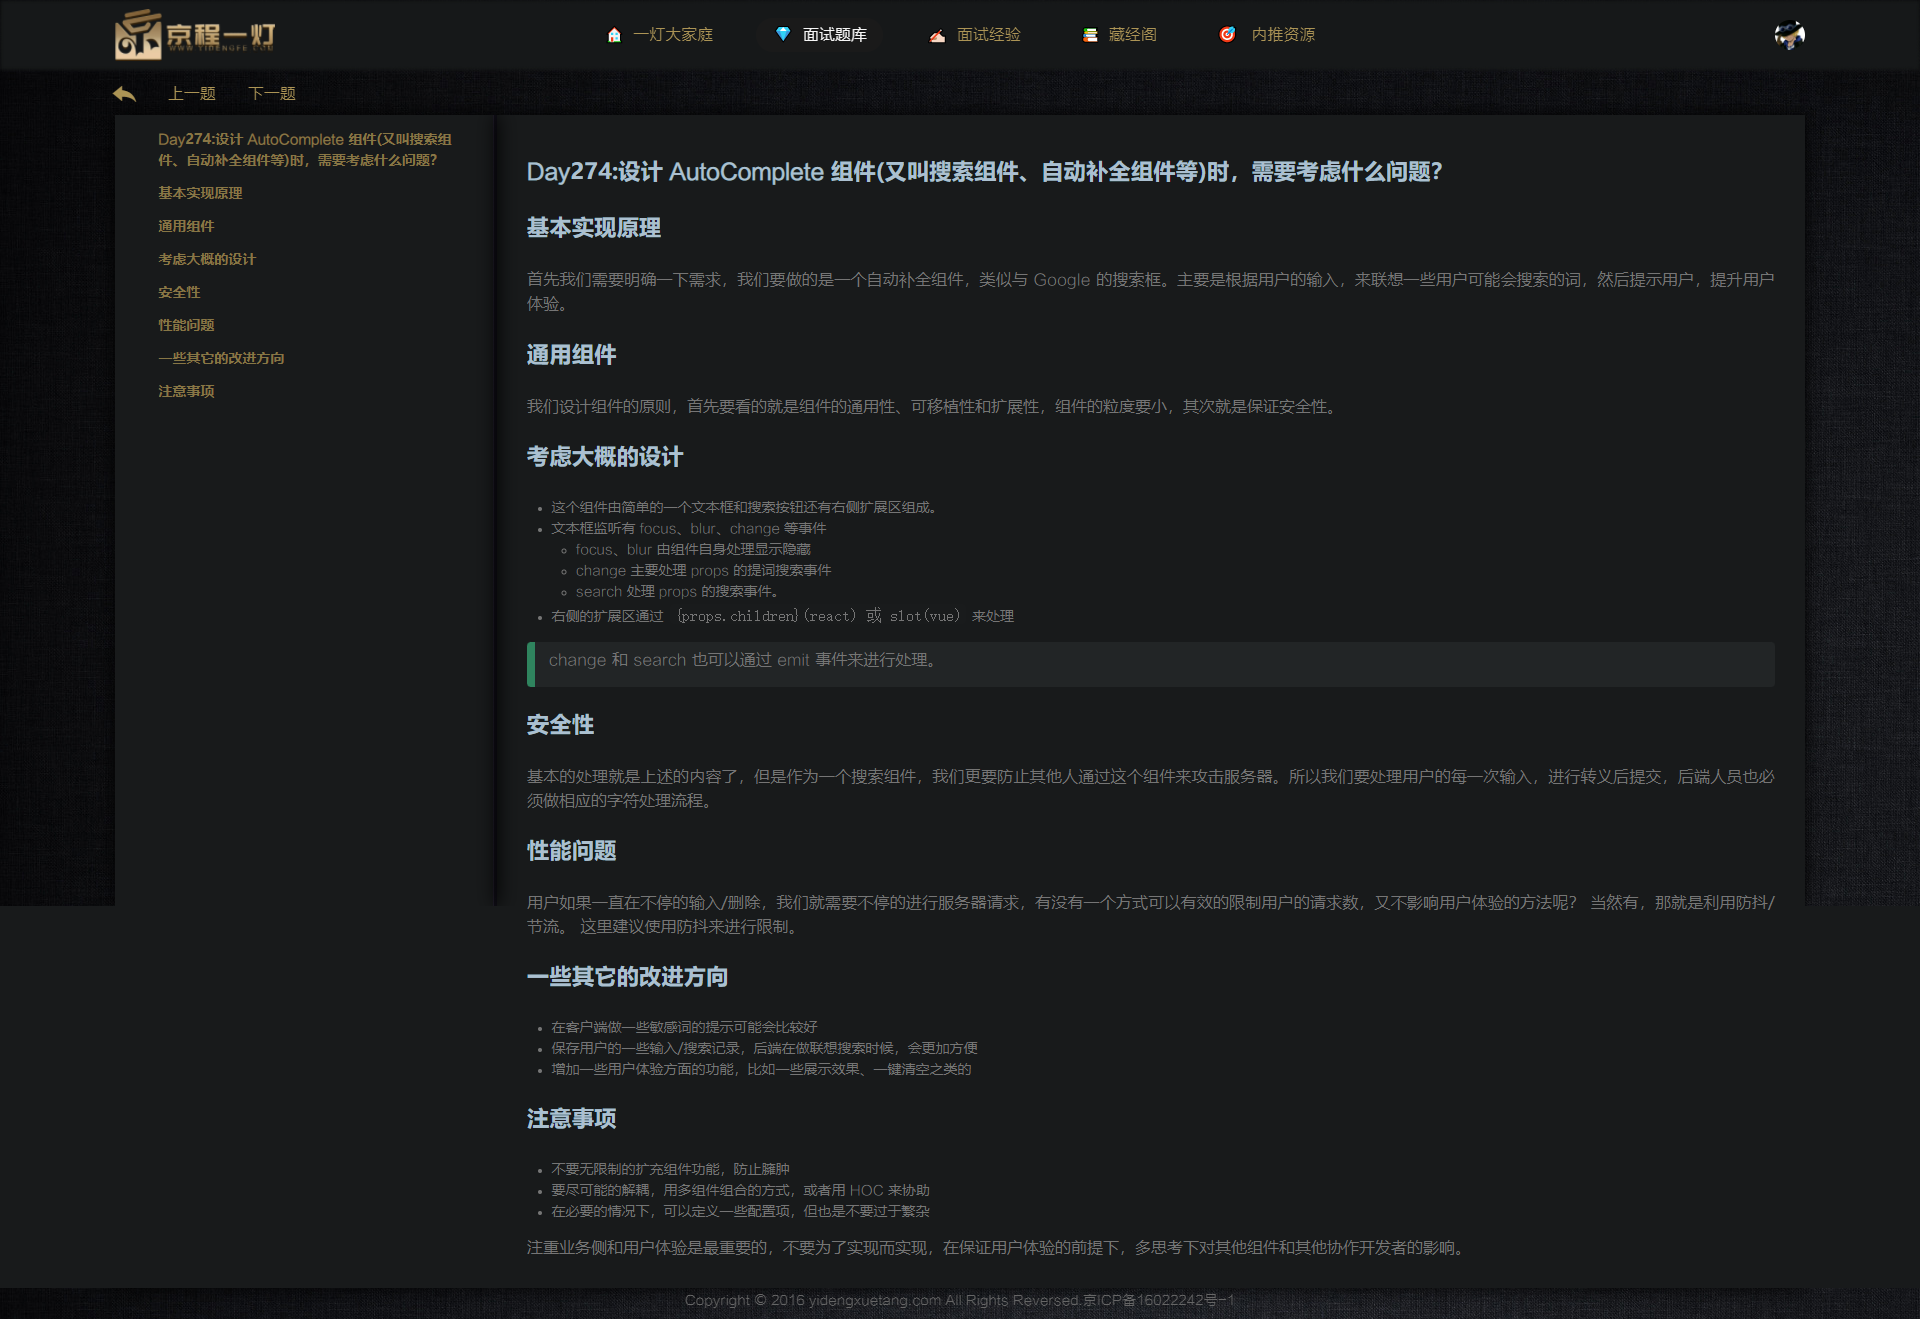 京程一灯
WWW.YIDENGFE.COM
一灯大家庭
面试题库
面试经验
藏经阁
内推资源
上一题
下一题
Day274:设计 AutoComplete 组件(又叫搜索组
件、自动补全组件等)时，需要考虑什么问题？
基本实现原理
通用组件
考虑大概的设计
安全性
性能问题
一些其它的改进方向
注意事项
Day274:设计 AutoComplete 组件(又叫搜索组件、自动补全组件等)时，需要考虑什么问题？
基本实现原理
首先我们需要明确一下需求，我们要做的是一个自动补全组件，类似与 Google 的搜索框。主要是根据用户的输入，来联想一些用户可能会搜索的词，然后提示用户，提升用户
体验。
通用组件
我们设计组件的原则，首先要看的就是组件的通用性、可移植性和扩展性，组件的粒度要小，其次就是保证安全性。
考虑大概的设计
这个组件由简单的一个文本框和搜索按钮还有右侧扩展区组成。
文本框监听有 focus、blur、change 等事件
focus、blur 由组件自身处理显示隐藏
change 主要处理 props 的提词搜索事件
search 处理 props 的搜索事件。
右侧的扩展区通过 {props.children}(react) 或 slot(vue) 来处理
change 和 search 也可以通过 emit 事件来进行处理。
安全性
基本的处理就是上述的内容了，但是作为一个搜索组件，我们更要防止其他人通过这个组件来攻击服务器。所以我们要处理用户的每一次输入，进行转义后提交，后端人员也必
须做相应的字符处理流程。
性能问题
用户如果一直在不停的输入/删除，我们就需要不停的进行服务器请求，有没有一个方式可以有效的限制用户的请求数，又不影响用户体验的方法呢？ 当然有，那就是利用防抖/
节流。 这里建议使用防抖来进行限制。
一些其它的改进方向
在客户端做一些敏感词的提示可能会比较好
保存用户的一些输入/搜索记录，后端在做联想搜索时候，会更加方便
增加一些用户体验方面的功能，比如一些展示效果、一键清空之类的
注意事项
不要无限制的扩充组件功能，防止臃肿
要尽可能的解耦，用多组件组合的方式，或者用 HOC 来协助
在必要的情况下，可以定义一些配置项，但也是不要过于繁杂
注重业务侧和用户体验是最重要的，不要为了实现而实现，在保证用户体验的前提下，多思考下对其他组件和其他协作开发者的影响。
Copyright © 2016 yidengxuetang.com All Rights Reversed.京ICP备16022242号-1